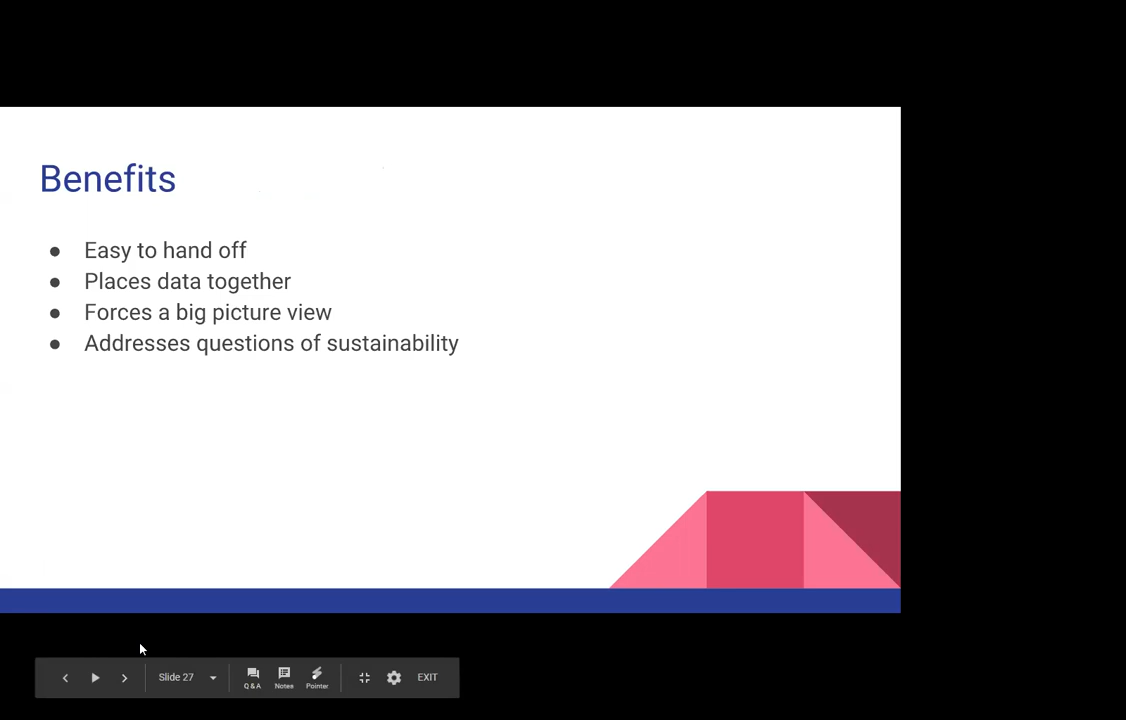 Benefits
● Easy to hand off
● Places data together
● Forces a big picture view
● Addresses questions of sustainability
Slide 27
Q & A
Notes
Pointer
EXIT